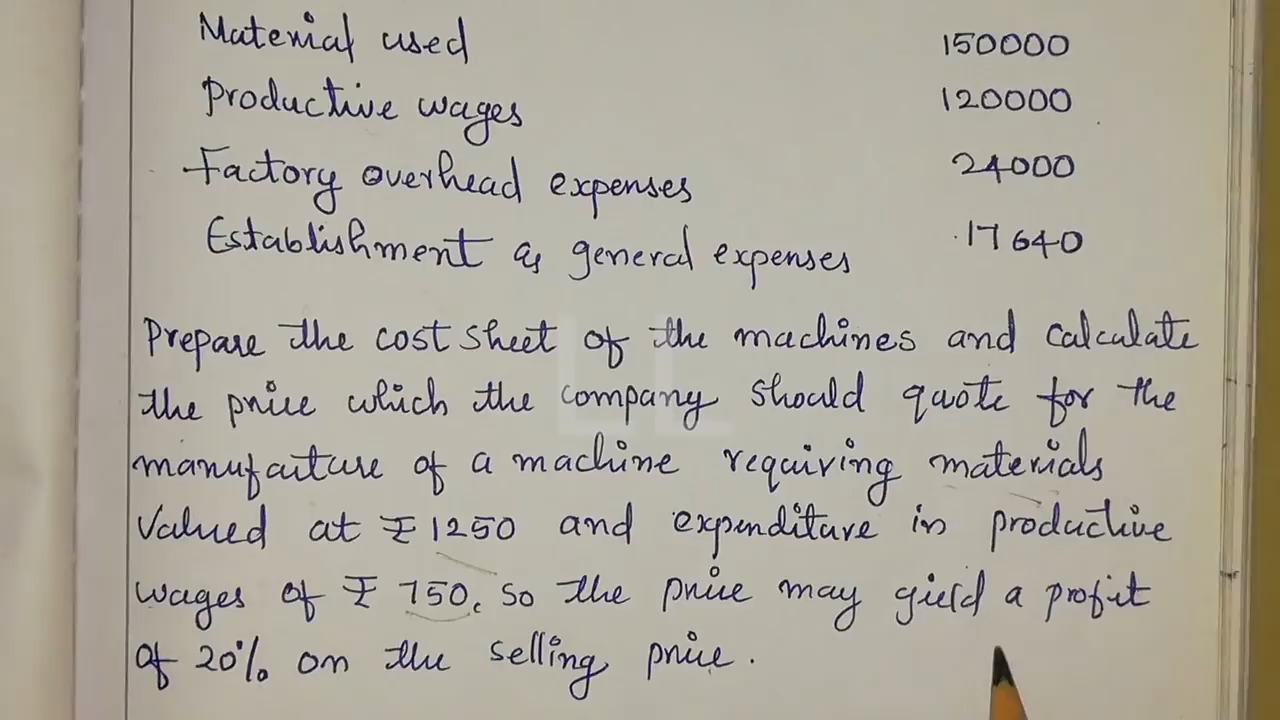 Material used 150000
Productive wages 120000
Factory overhead expenses 24000
Establishment & general expenses 17640
Prepare the cost sheet of the machines and calculate
the price which the company should quote for the
manufacture of a machine requiring materials
valued at ₹ 1250 and expenditure in productive
wages of ₹ 750, so the price may yield a profit
of 20% on the selling price.
LL